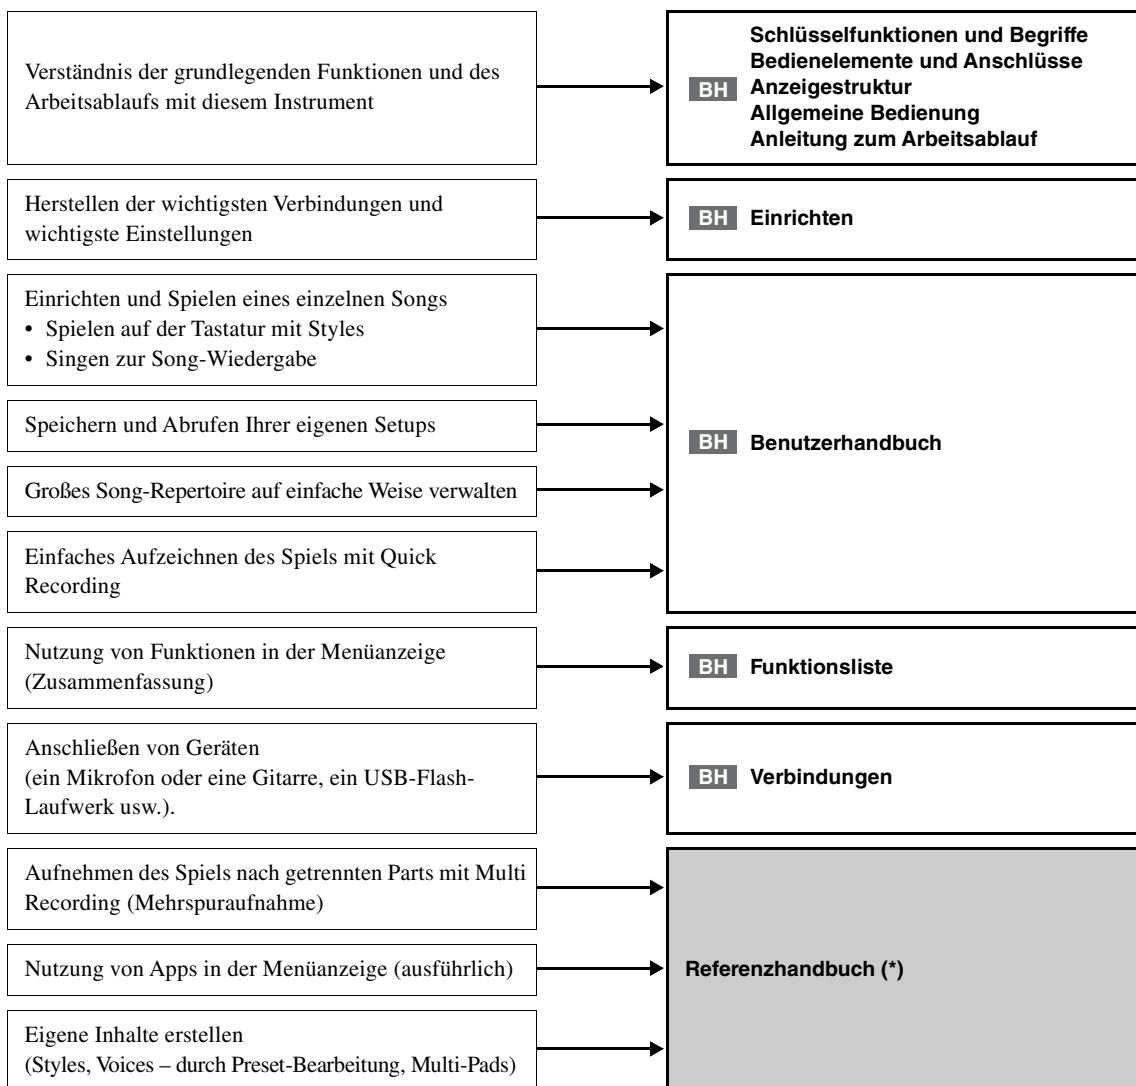 Verständnis der grundlegenden Funktionen und des
Arbeitsablaufs mit diesem Instrument
BH
Schlüsselfunktionen und Begriffe
Bedienelemente und Anschlüsse
Anzeigestruktur
Allgemeine Bedienung
Anleitung zum Arbeitsablauf
Herstellen der wichtigsten Verbindungen und
wichtigste Einstellungen
BH Einrichten
Einrichten und Spielen eines einzelnen Songs
• Spielen auf der Tastatur mit Styles
• Singen zur Song-Wiedergabe
Speichern und Abrufen Ihrer eigenen Setups
Großes Song-Repertoire auf einfache Weise verwalten
Einfaches Aufzeichnen des Spiels mit Quick
Recording
BH Benutzerhandbuch
Nutzung von Funktionen in der Menüanzeige
(Zusammenfassung)
BH Funktionsliste
Anschließen von Geräten
(ein Mikrofon oder eine Gitarre, ein USB-Flash-
Laufwerk usw.).
BH Verbindungen
Aufnehmen des Spiels nach getrennten Parts mit Multi
Recording (Mehrspuraufnahme)
Nutzung von Apps in der Menüanzeige (ausführlich)
Eigene Inhalte erstellen
(Styles, Voices – durch Preset-Bearbeitung, Multi-Pads)
Referenzhandbuch (*)